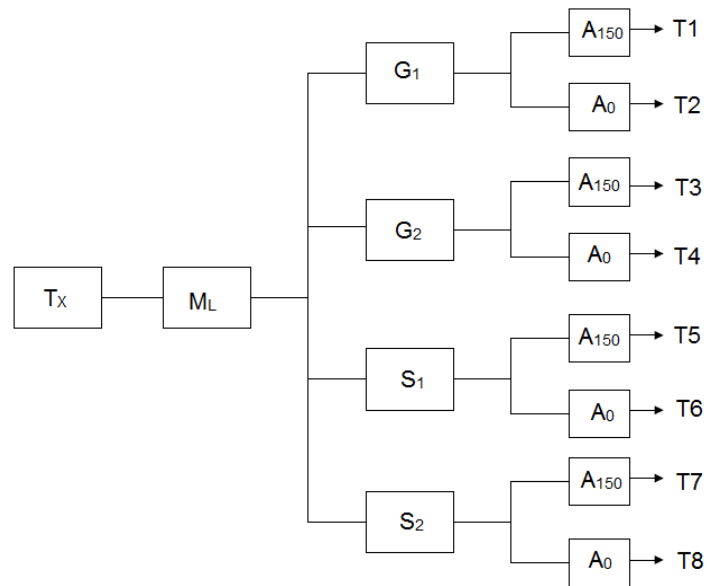 A150 T1
G1
A0 T2
A150 T3
G2
A0 T4
TX ML
A150 T5
S1
A0 T6
A150 T7
S2
A0 T8